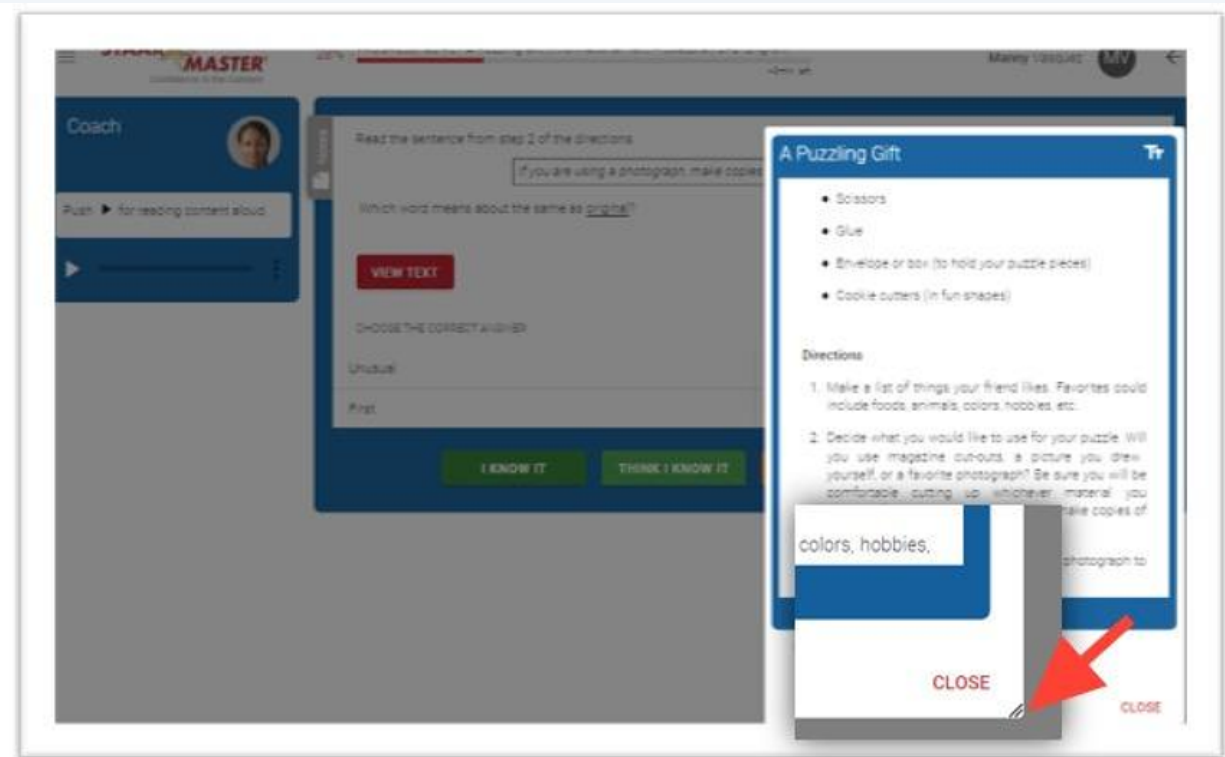 MASTER
Manny Vasquez
MV
Coach
Push ▶ for reading content aloud.
Read the sentence from step 2 of the directions.
If you are using a photograph, make copies
Which word means about the same as original?
VIEW TEXT
CHOOSE THE CORRECT ANSWER
Unusual
First
I KNOW IT
THINK I KNOW IT
A Puzzling Gift
Tт
• Scissors
• Glue
• Envelope or box (to hold your puzzle pieces)
• Cookie cutters (in fun shapes)
Directions
1. Make a list of things your friend likes. Favorites could
include foods, animals, colors, hobbies, etc.
2. Decide what you would like to use for your puzzle. Will
you use magazine cut-outs, a picture you drew
yourself, or a favorite photograph? Be sure you will be
comfortable cutting up whichever material you
make copies of
photograph to
colors, hobbies,
CLOSE
CLOSE